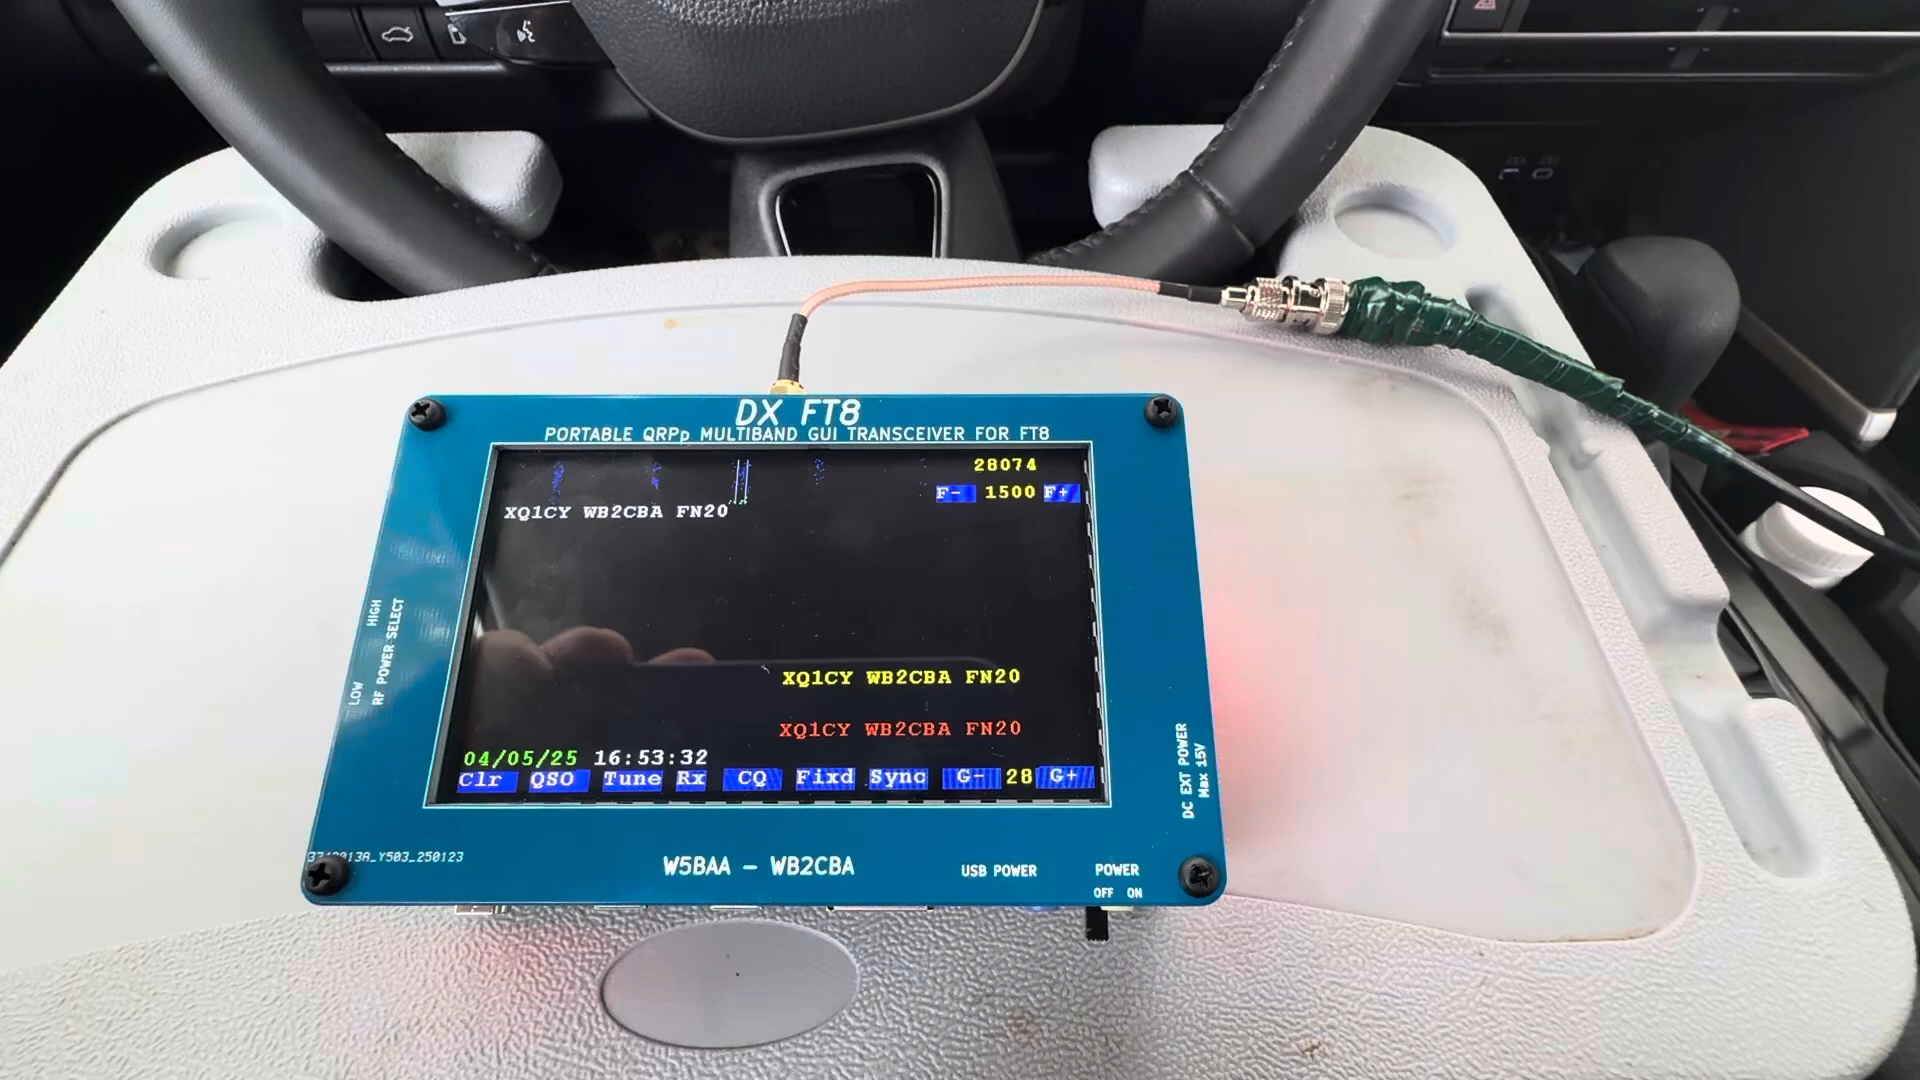 DX FT8
PORTABLE QRPp MULTIBAND GUI TRANSCEIVER FOR FT8
28074
F- 1500 F+
XQ1CY WB2CBA FN20
HIGH
LOW
RF POWER SELECT
XQ1CY WB2CBA FN20
XQ1CY WB2CBA FN20
04/05/25 16:53:32
Clr QSO Tune Rx CQ Fixd Sync G- 28 G+
DC EXT POWER
Max 15V
W5BAA - WB2CBA
USB POWER
POWER
OFF ON